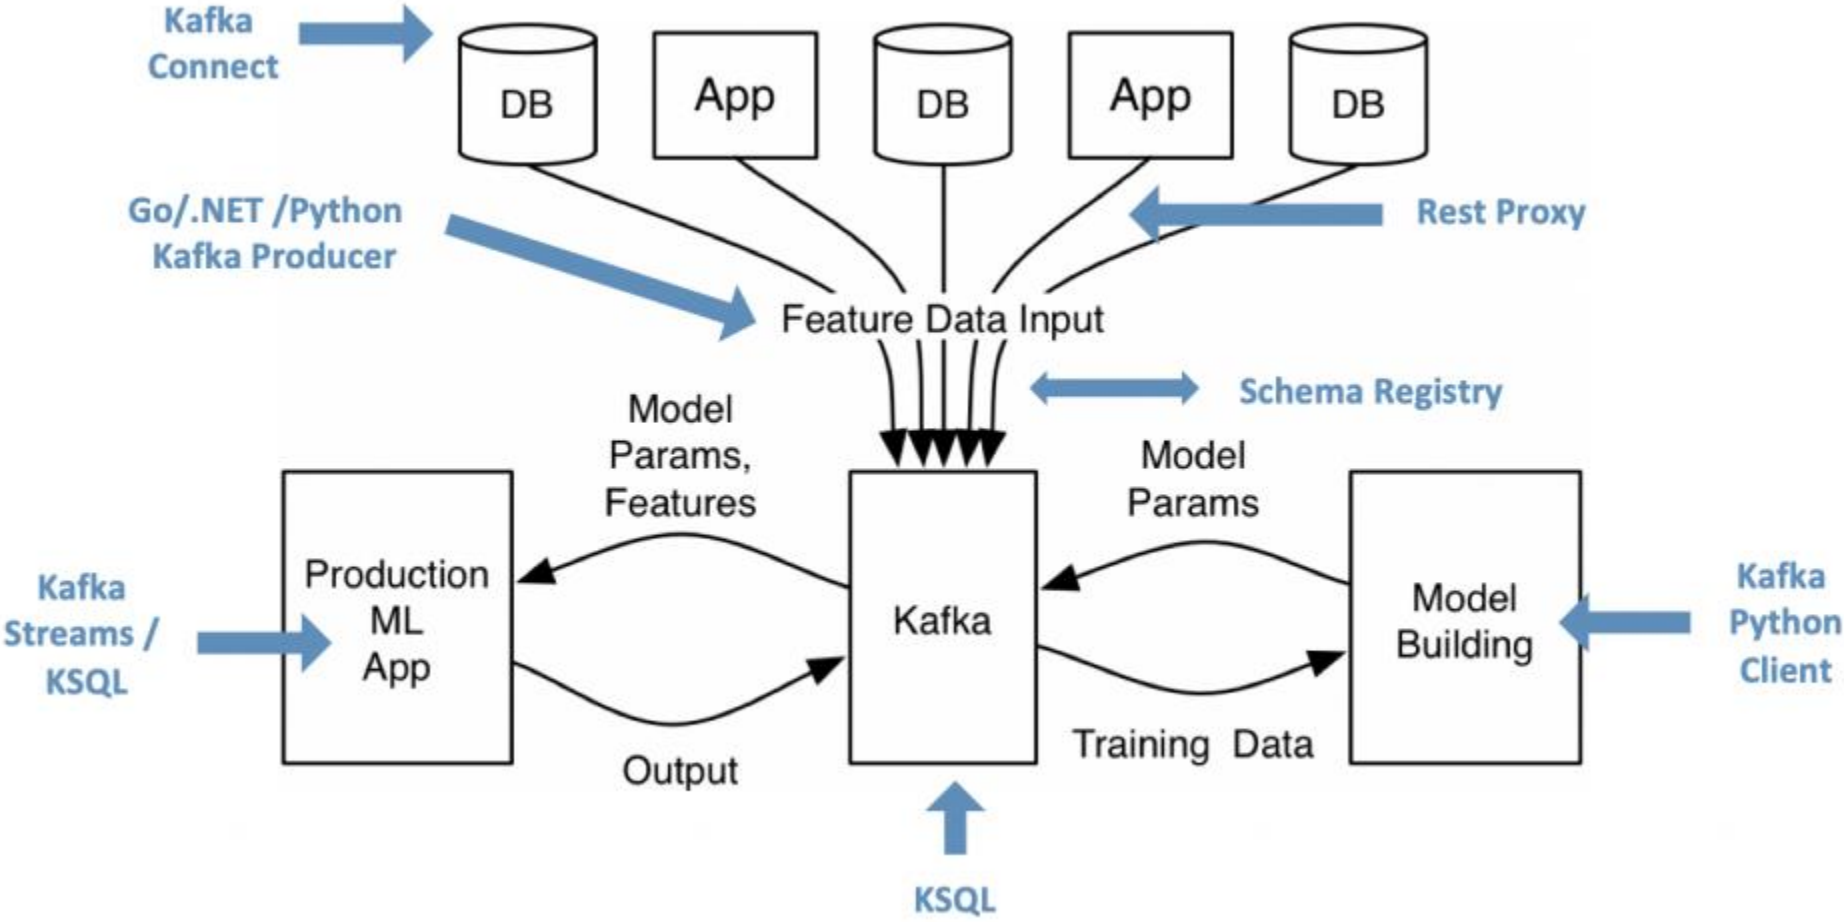 Kafka
Connect
DB
App
DB
App
DB
Go/.NET /Python
Kafka Producer
Rest Proxy
Feature Data Input
Schema Registry
Model
Params,
Features
Model
Params
Kafka
Streams /
KSQL
Production
ML
App
Kafka
Model
Building
Kafka
Python
Client
Output
Training Data
KSQL